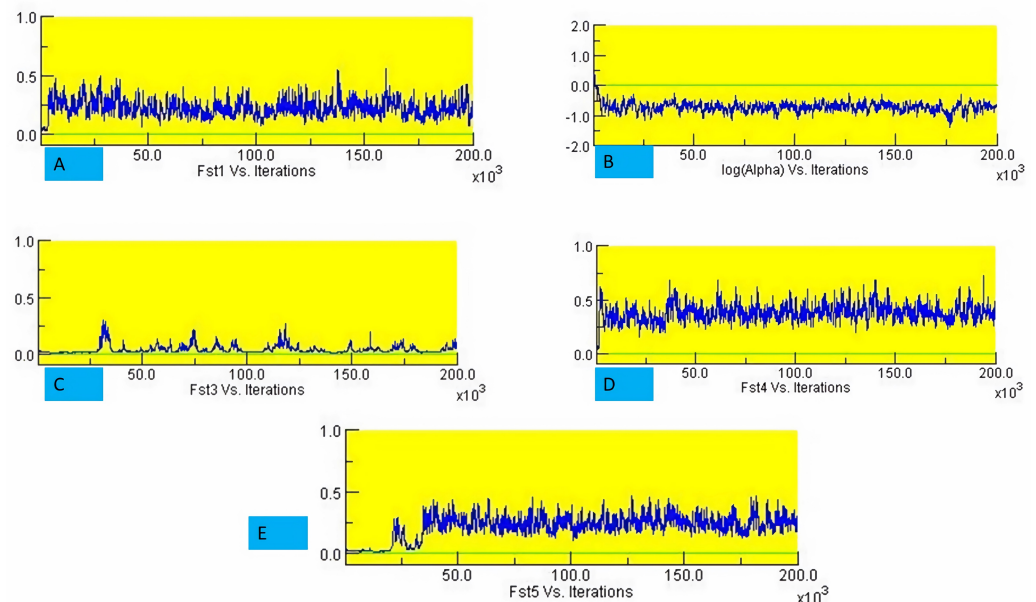 1.0
0.5
0.0
50.0 100.0 150.0 200.0
A
Fst1 Vs. Iterations
x10³
2.0
1.0
0.0
-1.0
-2.0
50.0 100.0 150.0 200.0
B
log(Alpha) Vs. Iterations
x10³
1.0
0.5
0.0
50.0 100.0 150.0 200.0
C
Fst3 Vs. Iterations
x10³
1.0
0.5
0.0
50.0 100.0 150.0 200.0
D
Fst4 Vs. Iterations
x10³
1.0
0.5
E
0.0
50.0 100.0 150.0 200.0
Fst5 Vs. Iterations
x10³